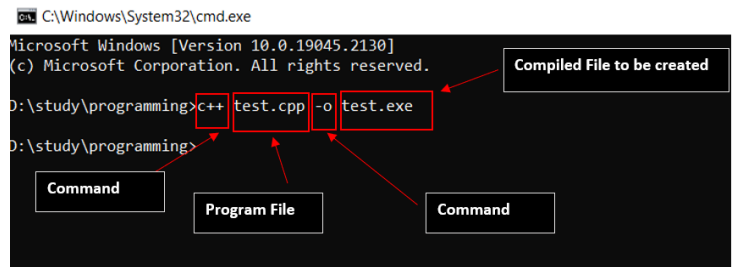 C:\Windows\System32\cmd.exe
Microsoft Windows [Version 10.0.19045.2130]
(c) Microsoft Corporation. All rights reserved.
Compiled File to be created
D:\study\programming>c++ test.cpp -o test.exe
D:\study\programming>
Command
Program File
Command